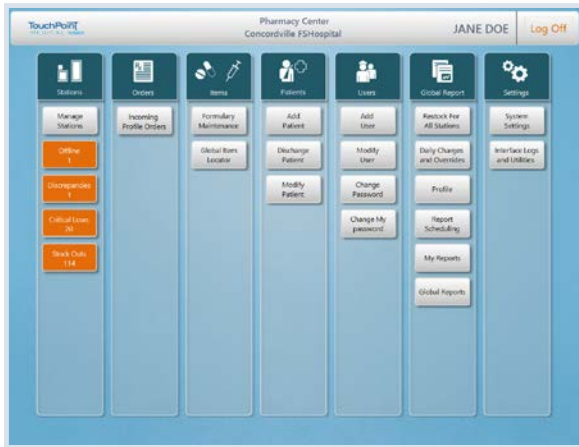 TouchPoint
Pharmacy Center
Concordville FSHospital
JANE DOE
Log Off
Stations
Manage
Stations
Offline
1
Discrepancies
1
Critical Lows
20
Stock Outs
114
Orders
Incoming
Profile Orders
Items
Formulary
Maintenance
Global Item
Locator
Patients
Add
Patient
Discharge
Patient
Modify
Patient
Users
Add
User
Modify
User
Change
Password
Change My
password
Global Report
Restock For
All Stations
Daily Charges
and Overrides
Profile
Report
Scheduling
My Reports
Global Reports
Settings
System
Settings
Interface Logs
and Utilities